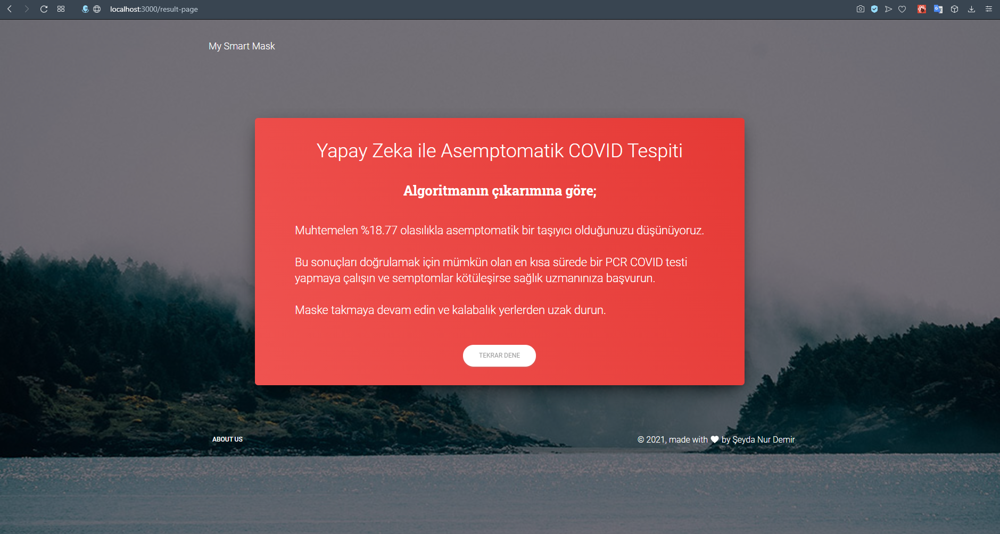 localhost:3000/result-page
My Smart Mask
Yapay Zeka ile Asemptomatik COVID Tespiti
Algoritmanın çıkarımına göre;
Muhtemelen %18.77 olasılıkla asemptomatik bir taşıyıcı olduğunuzu düşünüyoruz.
Bu sonuçları doğrulamak için mümkün olan en kısa sürede bir PCR COVID testi
yapmaya çalışın ve semptomlar kötüleşirse sağlık uzmanınıza başvurun.
Maske takmaya devam edin ve kalabalık yerlerden uzak durun.
TEKRAR DENE
ABOUT US
© 2021, made with ♥ by Şeyda Nur Demir